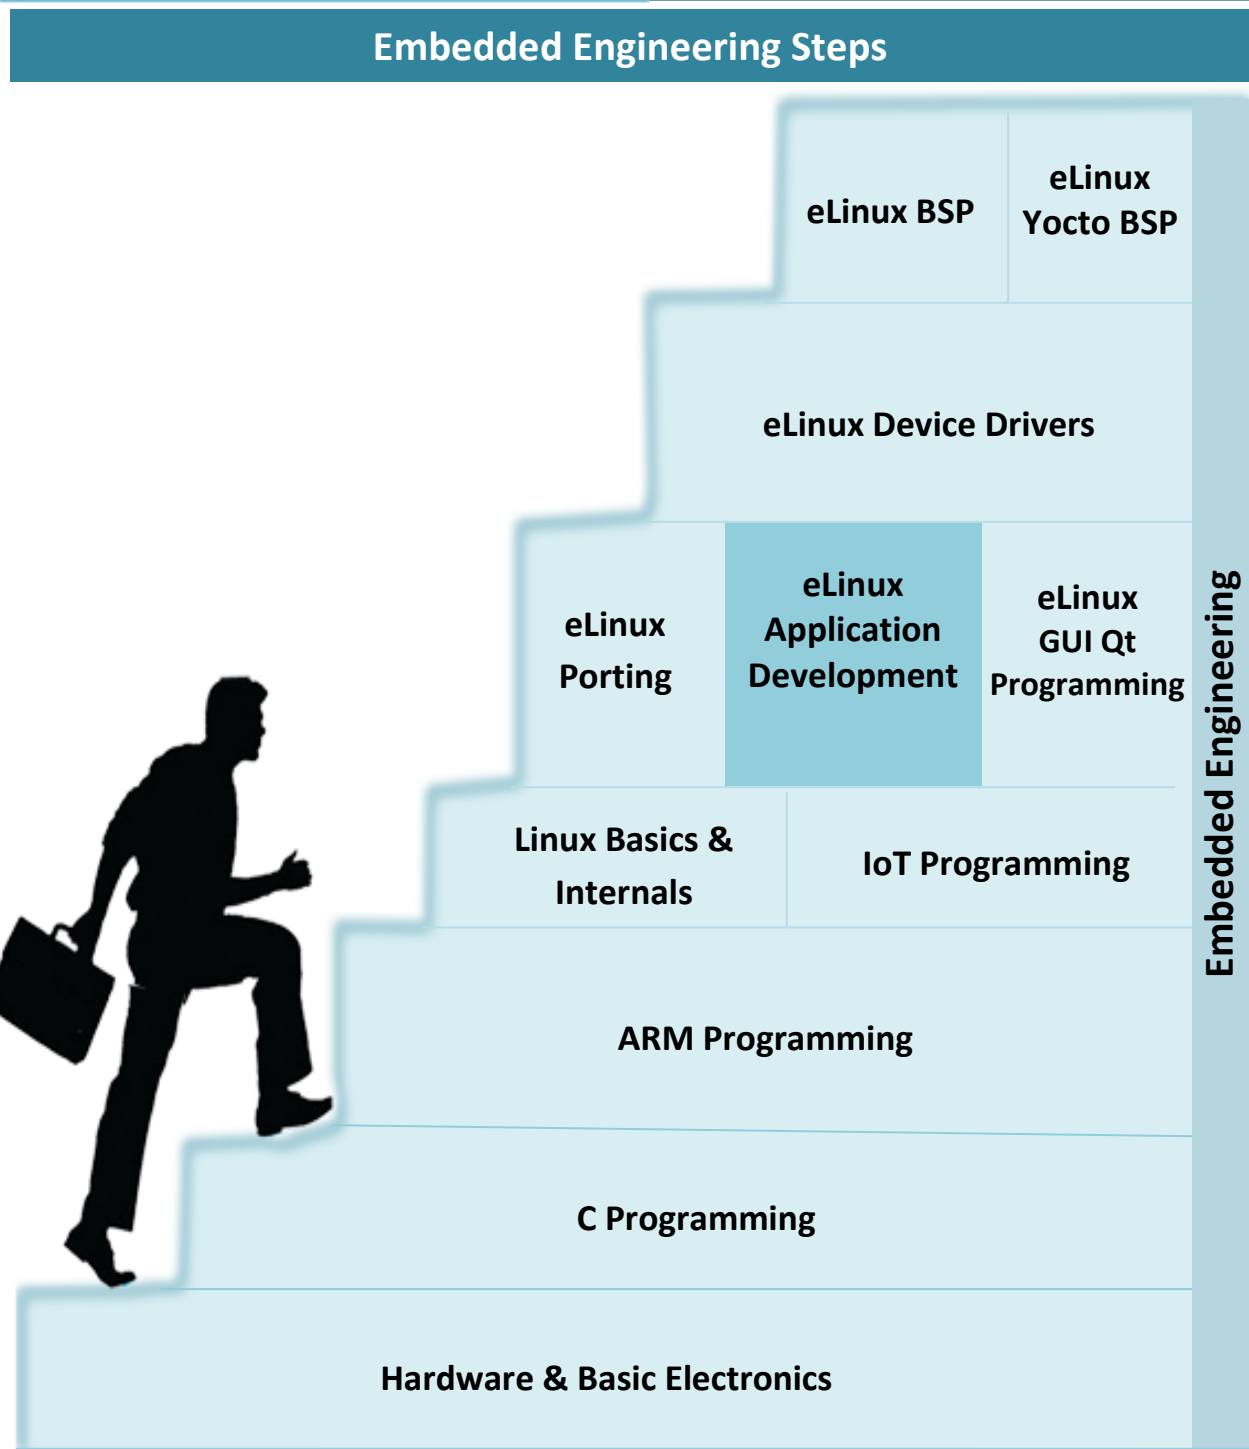 Embedded Engineering Steps
eLinux BSP
eLinux
Yocto BSP
eLinux Device Drivers
eLinux
Porting
eLinux
Application
Development
eLinux
GUI Qt
Programming
Linux Basics &
Internals
IoT Programming
ARM Programming
C Programming
Hardware & Basic Electronics
Embedded Engineering